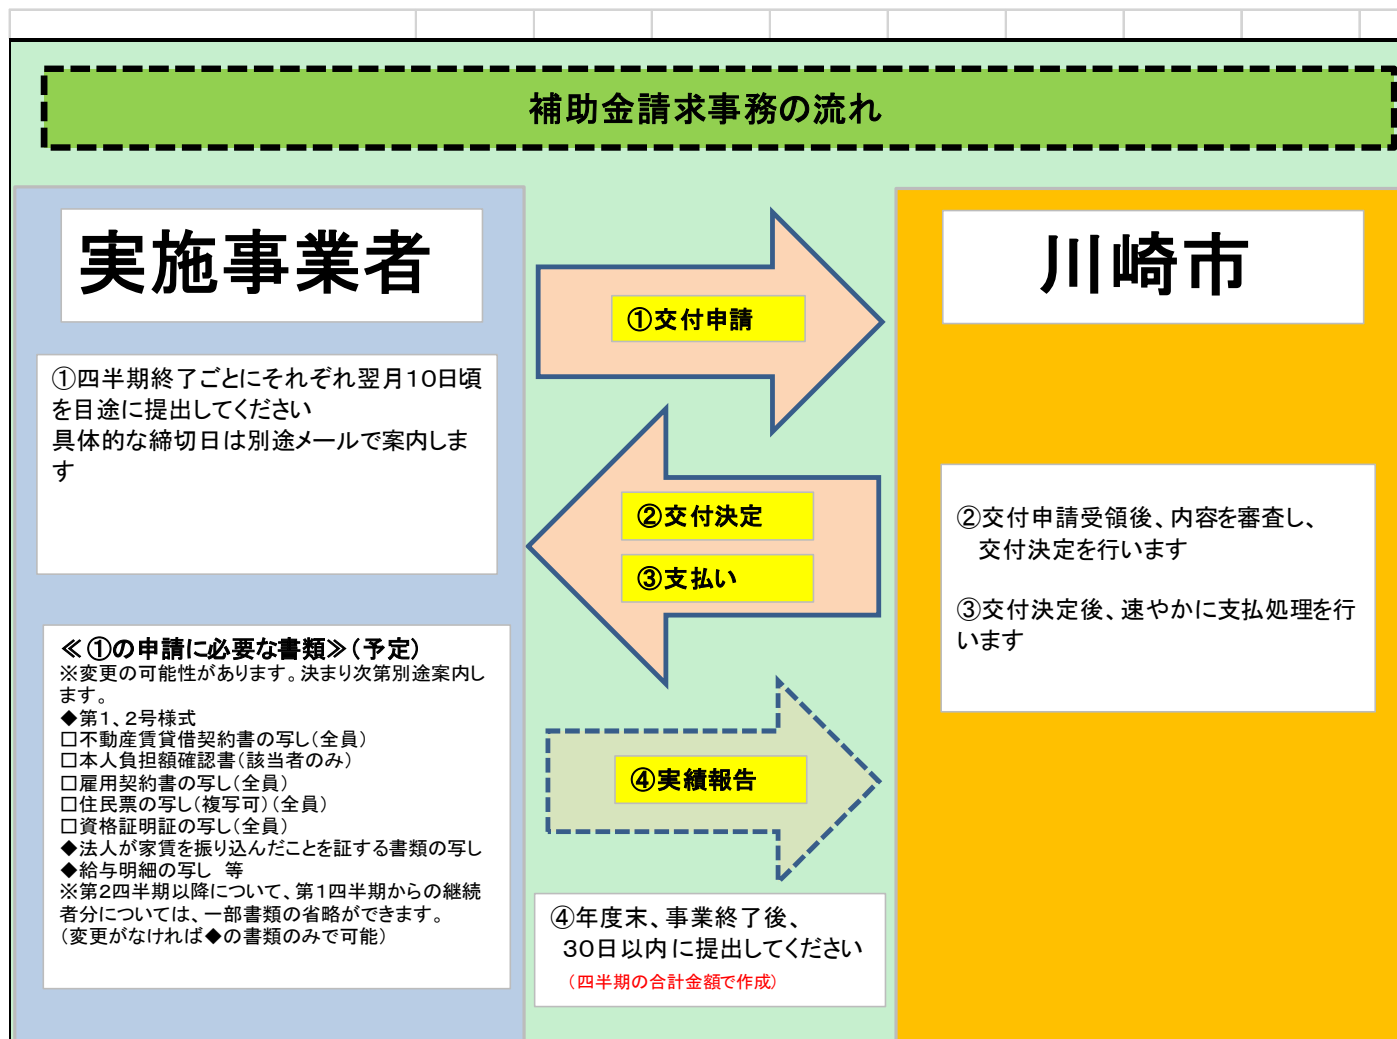 補助金請求事務の流れ
実施事業者
①四半期終了ごとにそれぞれ翌月10日頃
を目途に提出してください
具体的な締切日は別途メールで案内しま
す
≪①の申請に必要な書類≫(予定)
※変更の可能性があります。決まり次第別途案内し
ます。
◆第1、2号様式
□不動産賃貸借契約書の写し(全員)
□本人負担額確認書(該当者のみ)
□雇用契約書の写し(全員)
□住民票の写し(複写可)(全員)
□資格証明証の写し(全員)
◆法人が家賃を振り込んだことを証する書類の写し
◆給与明細の写し 等
※第2四半期以降について、第1四半期からの継続
者分については、一部書類の省略ができます。
(変更がなければ◆の書類のみで可能)
①交付申請
②交付決定
③支払い
④実績報告
④年度末、事業終了後、
30日以内に提出してください
(四半期の合計金額で作成)
川崎市
②交付申請受領後、内容を審査し、
交付決定を行います
③交付決定後、速やかに支払処理を行
います